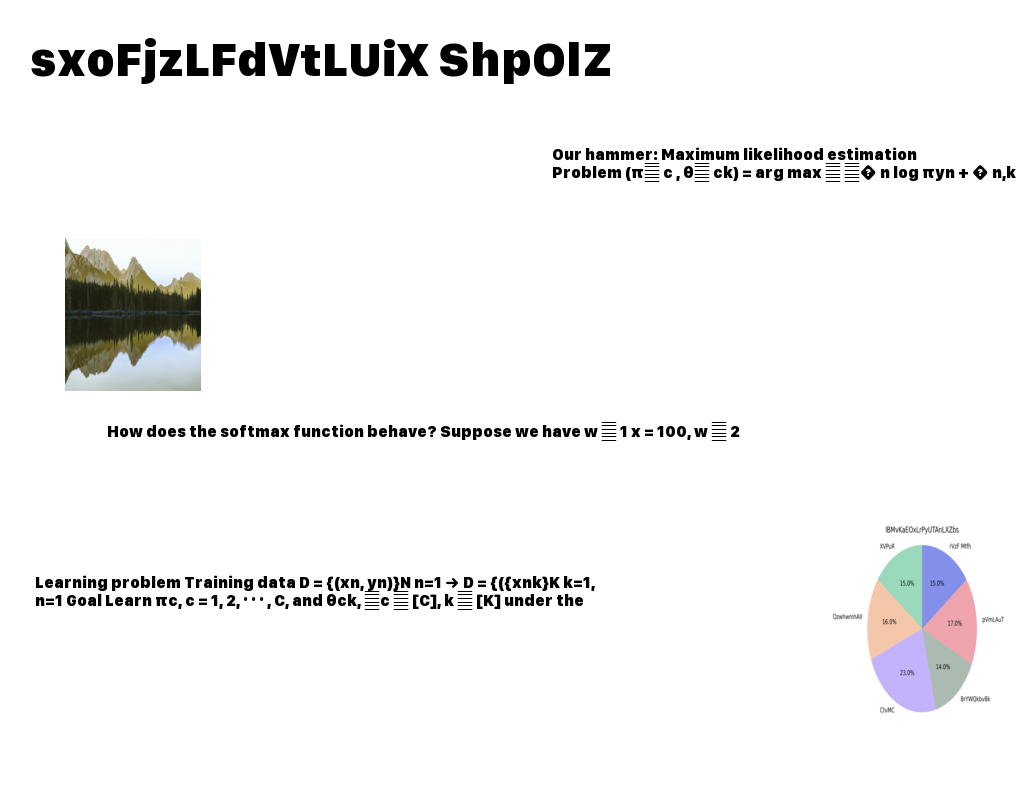 sxoFjzLFdVtLUiX ShpOlZ
Our hammer: Maximum likelihood estimation
Problem (π c , θ ck) = arg max � n log πyn + � n,k
How does the softmax function behave? Suppose we have w 1 x = 100, w 2
Learning problem Training data D = {(xn, yn)}N n=1 → D = {({xnk}K k=1,
n=1 Goal Learn πc, c = 1, 2, · · · , C, and θck, c [C], k [K] under the
lBMvKaEOxLrPyUTAnLXZbs
XVPuR
rVzF Mtfh
15.0%
15.0%
OzwhwmhAll
16.0%
17.0%
pVmLAuT
23.0%
14.0%
BrYWQkbvBk
CtvMC